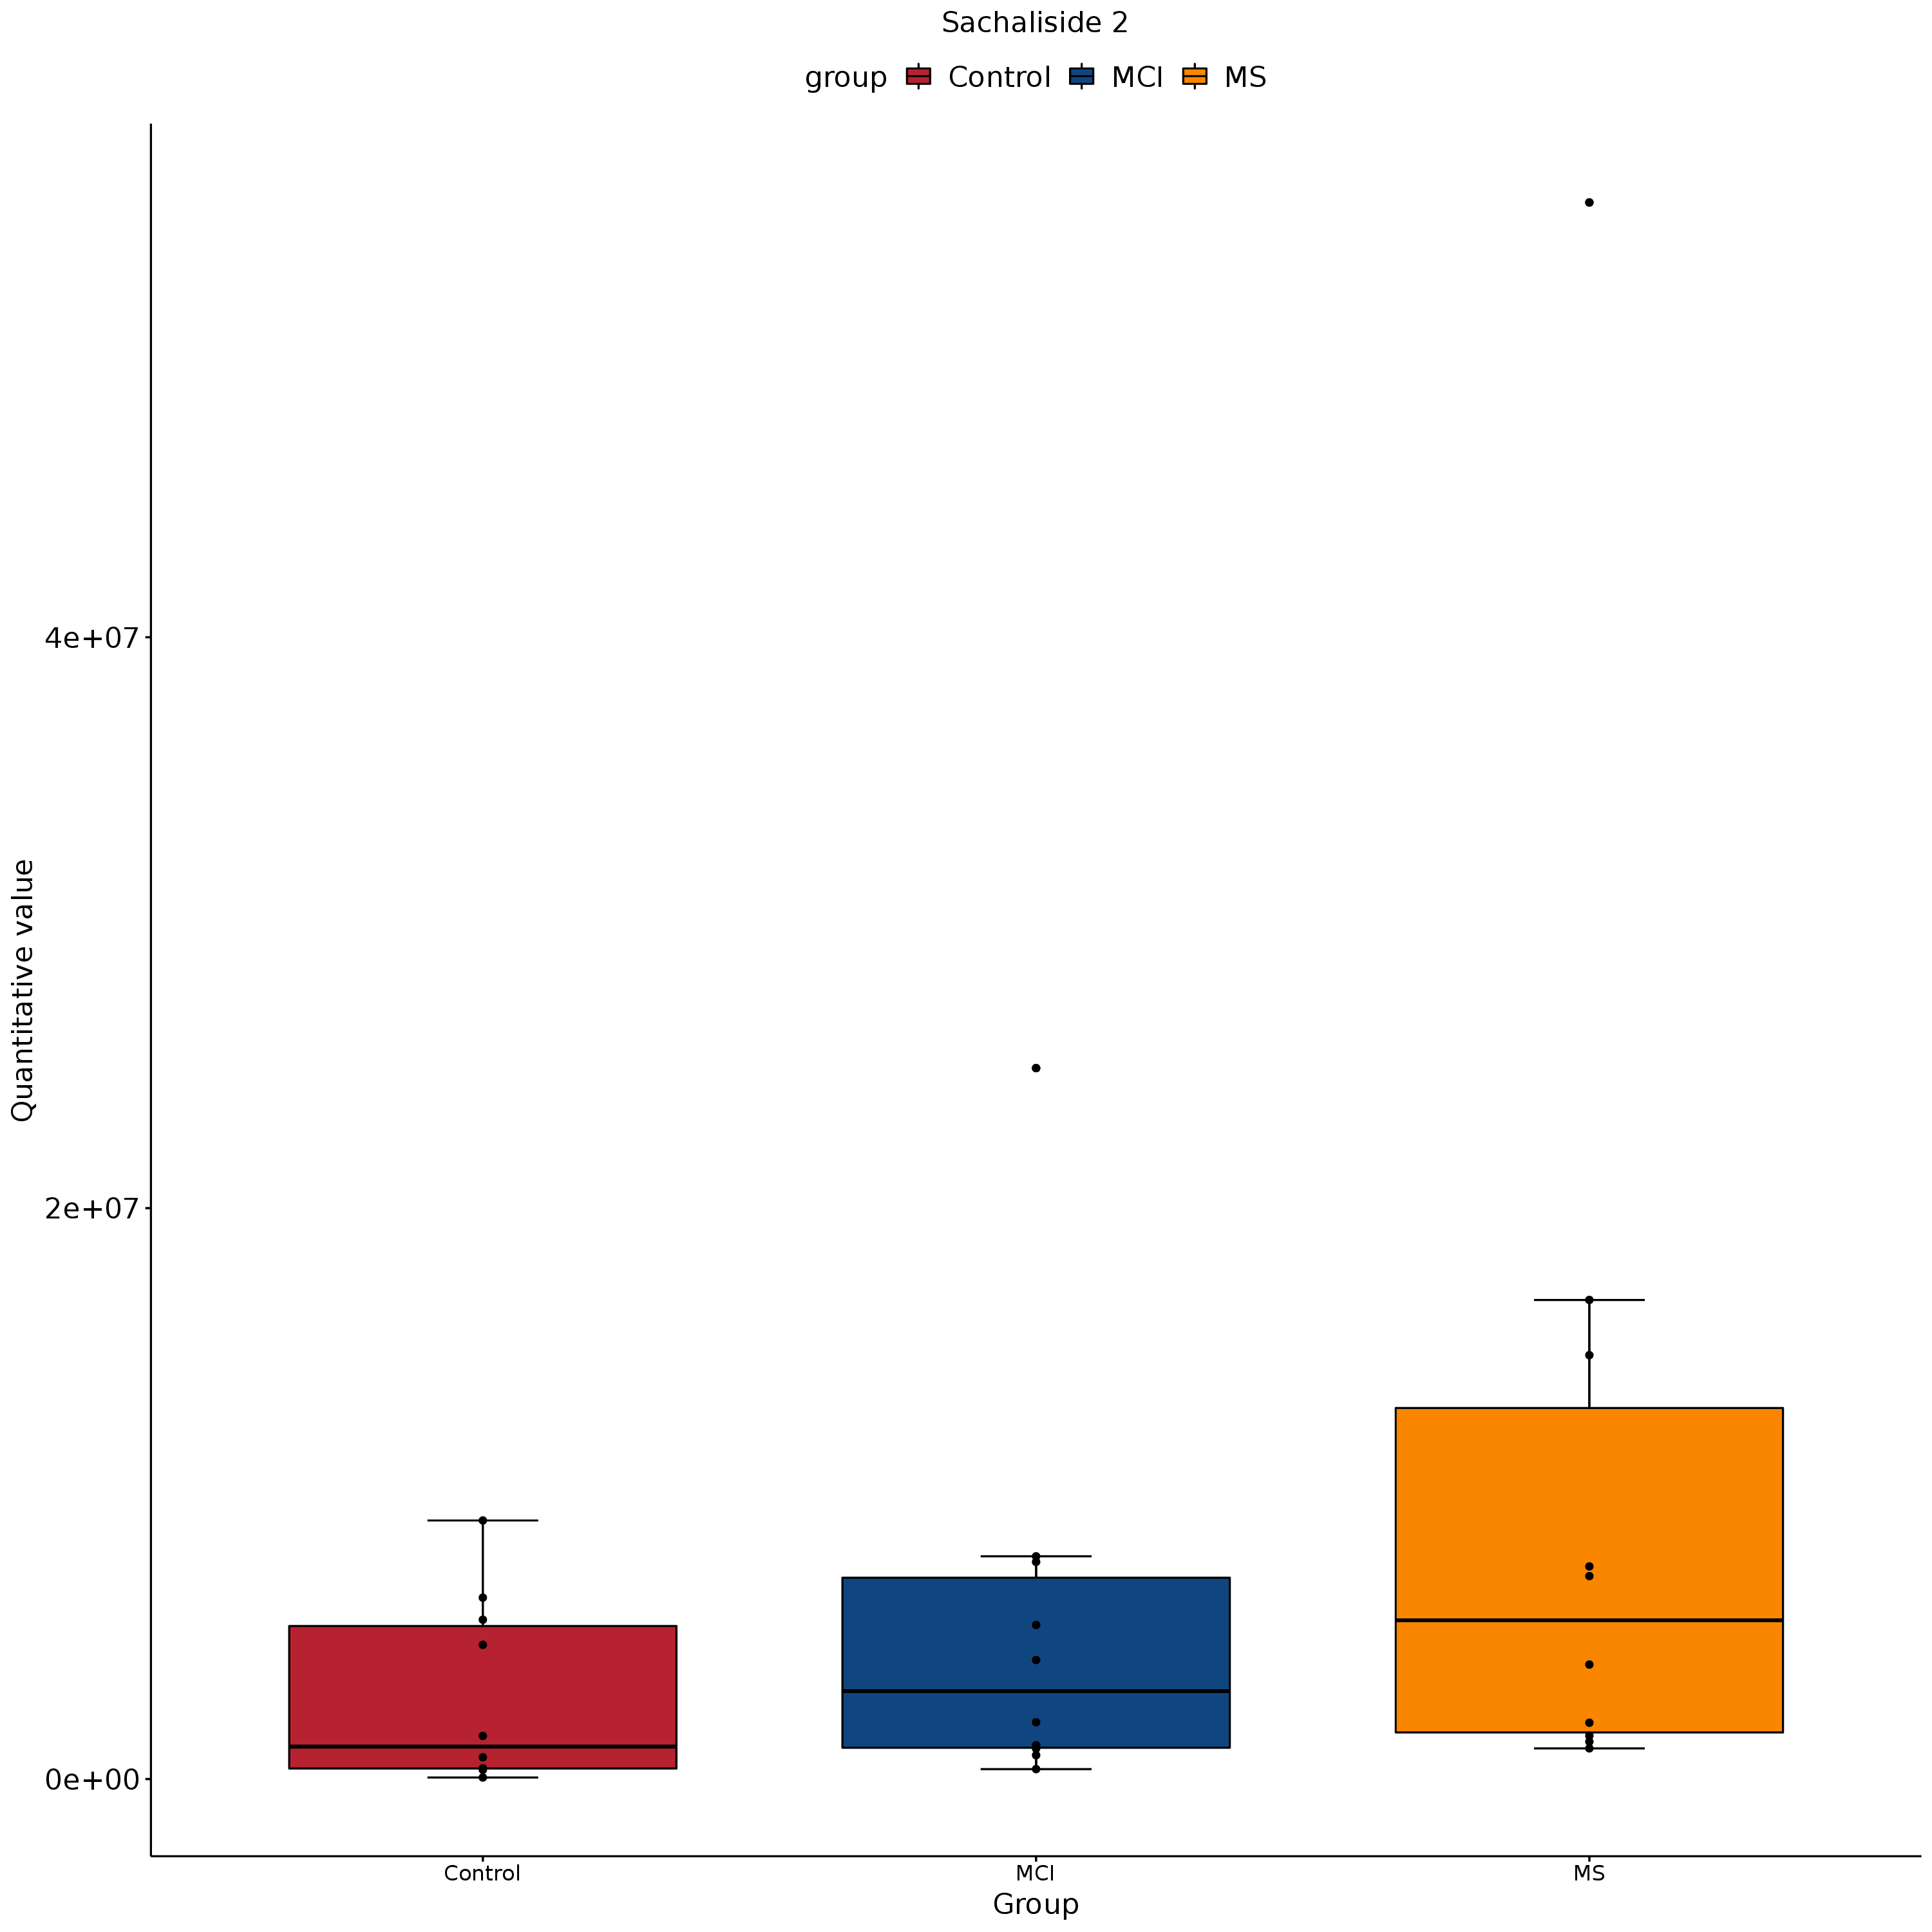 Sachaliside 2
group Control MCI MS
4e+07
2e+07
0e+00
Quantitative value
Control MCI MS
Group